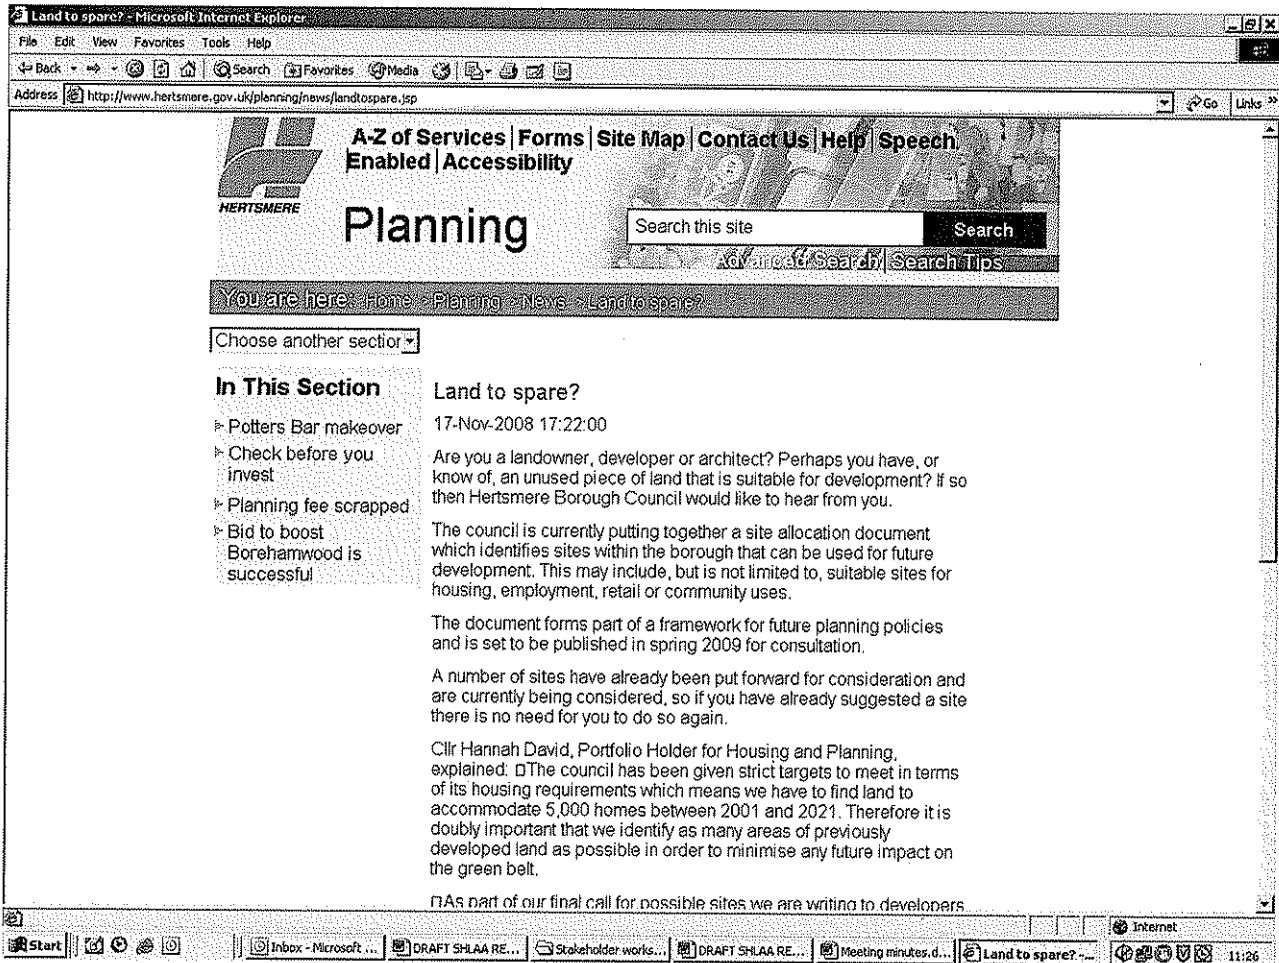 Land to spare? - Microsoft Internet Explorer
File Edit View Favorites Tools Help
Back Search Favorites Media
Address http://www.hertsmere.gov.uk/planning/news/landtospare.jsp Go Links »
A-Z of Services | Forms | Site Map | Contact Us | Help | Speech
Enabled | Accessibility
HERTSMERE
Planning
Search this site Search
Advanced Search | Search Tips
You are here: Home > Planning > News > Land to spare?
Choose another section
In This Section
Potters Bar makeover
Check before you
invest
Planning fee scrapped
Bid to boost
Borehamwood is
successful
Land to spare?
17-Nov-2008 17:22:00
Are you a landowner, developer or architect? Perhaps you have, or
know of, an unused piece of land that is suitable for development? If so
then Hertsmere Borough Council would like to hear from you.
The council is currently putting together a site allocation document
which identifies sites within the borough that can be used for future
development. This may include, but is not limited to, suitable sites for
housing, employment, retail or community uses.
The document forms part of a framework for future planning policies
and is set to be published in spring 2009 for consultation.
A number of sites have already been put forward for consideration and
are currently being considered, so if you have already suggested a site
there is no need for you to do so again.
Cllr Hannah David, Portfolio Holder for Housing and Planning,
explained: □The council has been given strict targets to meet in terms
of its housing requirements which means we have to find land to
accommodate 5,000 homes between 2001 and 2021. Therefore it is
doubly important that we identify as many areas of previously
developed land as possible in order to minimise any future impact on
the green belt.
□As part of our final call for possible sites we are writing to developers
Internet
Start Inbox - Microsoft ... DRAFT SHLAA RE... Stakeholder works... DRAFT SHLAA RE... Meeting minutes.d... Land to spare? -... 11:26